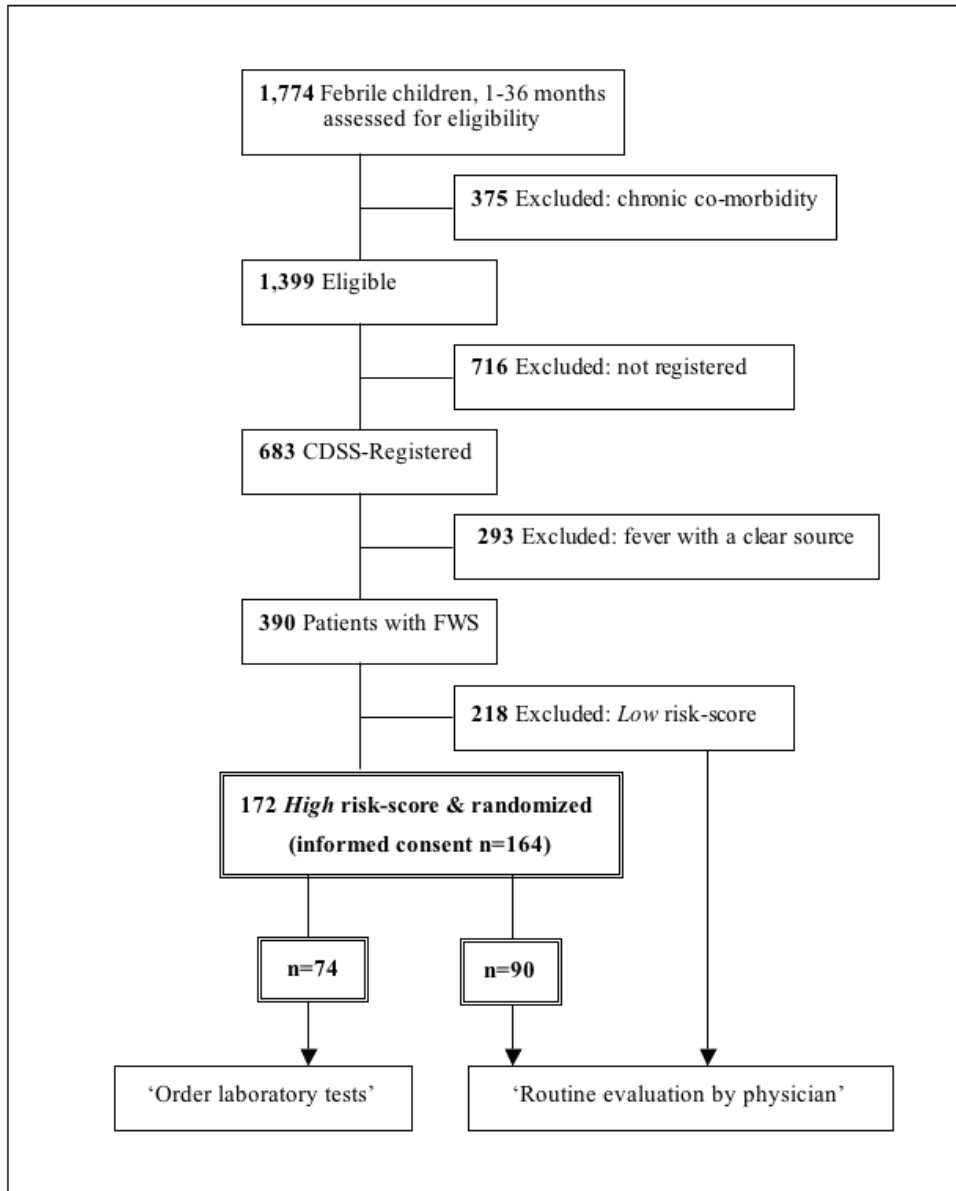 1,774 Febrile children, 1-36 months
assessed for eligibility
375 Excluded: chronic co-morbidity
1,399 Eligible
716 Excluded: not registered
683 CDSS-Registered
293 Excluded: fever with a clear source
390 Patients with FWS
218 Excluded: Low risk-score
172 High risk-score & randomized
(informed consent n=164)
n=74
n=90
‘Order laboratory tests’
‘Routine evaluation by physician’